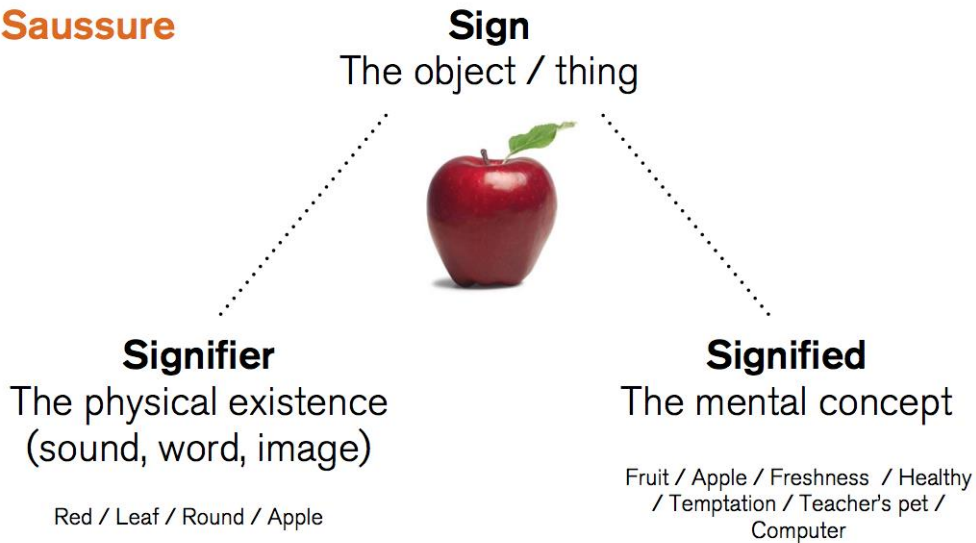 Saussure
Sign
The object / thing
Signifier
The physical existence
(sound, word, image)
Red / Leaf / Round / Apple
Signified
The mental concept
Fruit / Apple / Freshness / Healthy
/ Temptation / Teacher's pet /
Computer